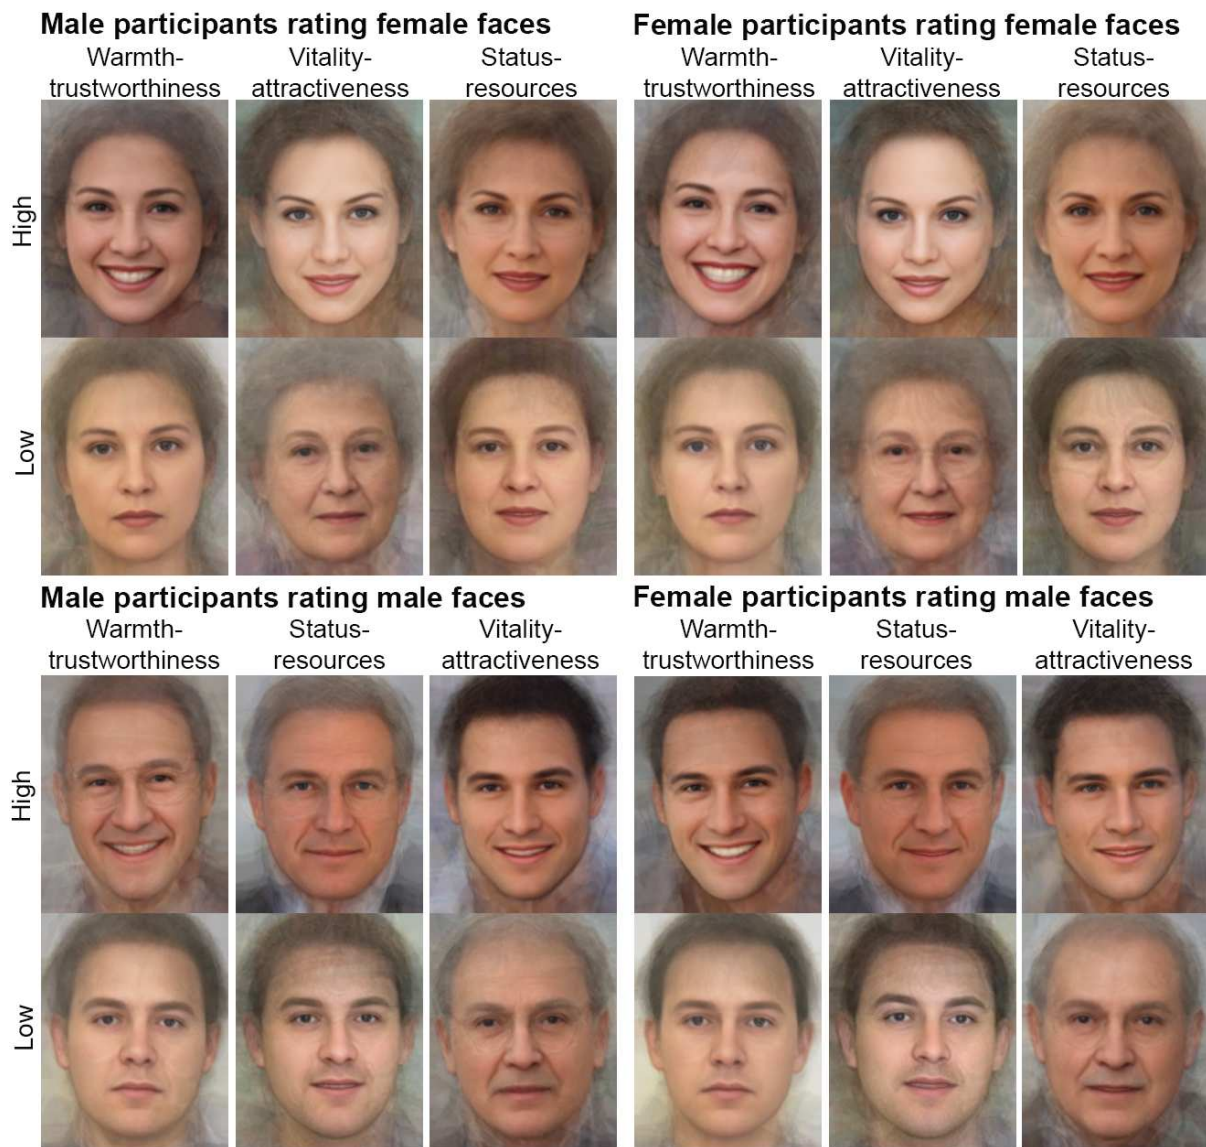 Male participants rating female faces
Warmth-
trustworthiness
Vitality-
attractiveness
Status-
resources
High
Low
Female participants rating female faces
Warmth-
trustworthiness
Vitality-
attractiveness
Status-
resources
Male participants rating male faces
Warmth-
trustworthiness
Status-
resources
Vitality-
attractiveness
High
Low
Female participants rating male faces
Warmth-
trustworthiness
Status-
resources
Vitality-
attractiveness